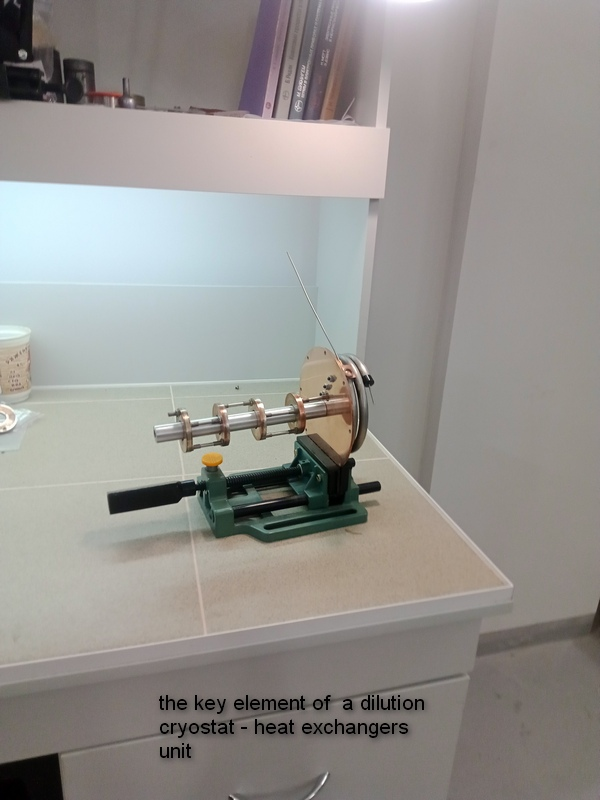 the key element of  a dilution
cryostat - heat exchangers
unit